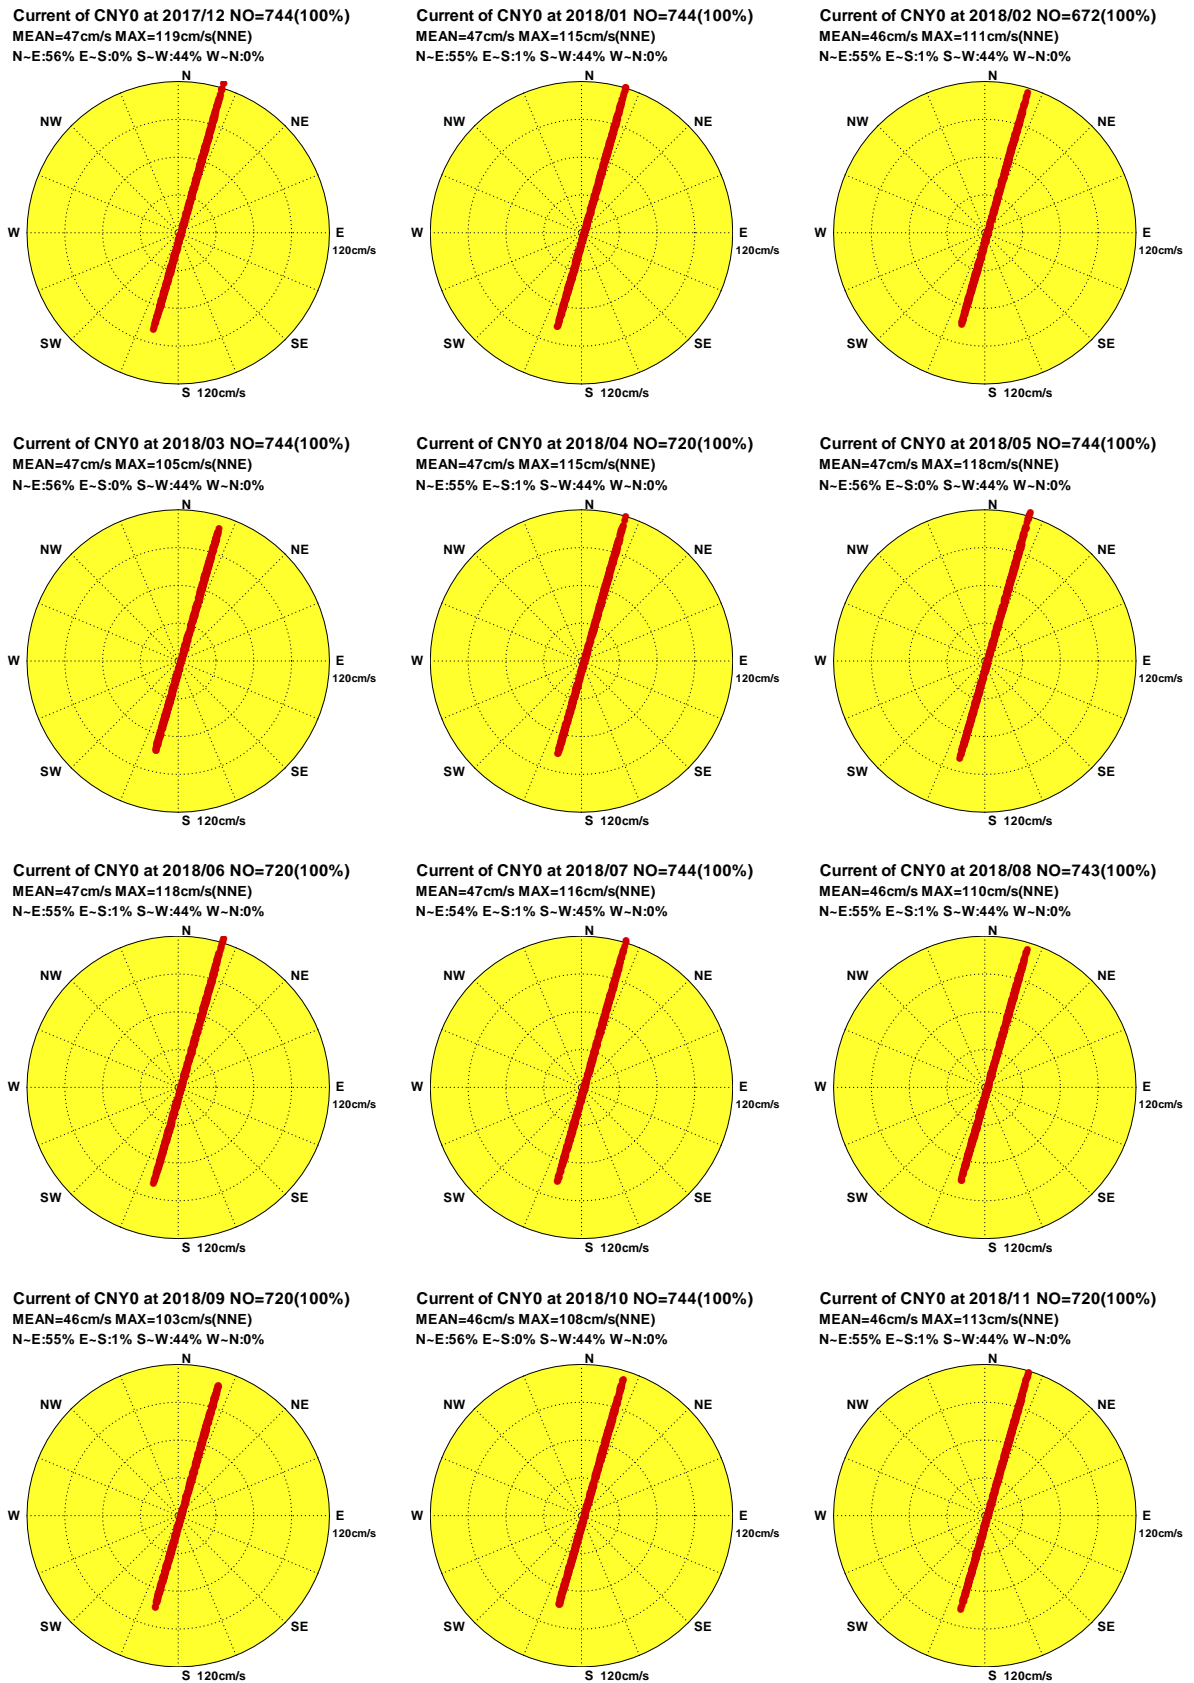 Current of CNY0 at 2017/12 NO=744(100%)
MEAN=47cm/s MAX=119cm/s(NNE)
N~E:56% E~S:0% S~W:44% W~N:0%
N
NW
NE
W
E
120cm/s
SW
SE
S 120cm/s
Current of CNY0 at 2018/01 NO=744(100%)
MEAN=47cm/s MAX=115cm/s(NNE)
N~E:55% E~S:1% S~W:44% W~N:0%
N
NW
NE
W
E
120cm/s
SW
SE
S 120cm/s
Current of CNY0 at 2018/02 NO=672(100%)
MEAN=46cm/s MAX=111cm/s(NNE)
N~E:55% E~S:1% S~W:44% W~N:0%
N
NW
NE
W
E
120cm/s
SW
SE
S 120cm/s
Current of CNY0 at 2018/03 NO=744(100%)
MEAN=47cm/s MAX=105cm/s(NNE)
N~E:56% E~S:0% S~W:44% W~N:0%
N
NW
NE
W
E
120cm/s
SW
SE
S 120cm/s
Current of CNY0 at 2018/04 NO=720(100%)
MEAN=47cm/s MAX=115cm/s(NNE)
N~E:55% E~S:1% S~W:44% W~N:0%
N
NW
NE
W
E
120cm/s
SW
SE
S 120cm/s
Current of CNY0 at 2018/05 NO=744(100%)
MEAN=47cm/s MAX=118cm/s(NNE)
N~E:56% E~S:0% S~W:44% W~N:0%
N
NW
NE
W
E
120cm/s
SW
SE
S 120cm/s
Current of CNY0 at 2018/06 NO=720(100%)
MEAN=47cm/s MAX=118cm/s(NNE)
N~E:55% E~S:1% S~W:44% W~N:0%
N
NW
NE
W
E
120cm/s
SW
SE
S 120cm/s
Current of CNY0 at 2018/07 NO=744(100%)
MEAN=47cm/s MAX=116cm/s(NNE)
N~E:54% E~S:1% S~W:45% W~N:0%
N
NW
NE
W
E
120cm/s
SW
SE
S 120cm/s
Current of CNY0 at 2018/08 NO=743(100%)
MEAN=46cm/s MAX=110cm/s(NNE)
N~E:55% E~S:1% S~W:44% W~N:0%
N
NW
NE
W
E
120cm/s
SW
SE
S 120cm/s
Current of CNY0 at 2018/09 NO=720(100%)
MEAN=46cm/s MAX=103cm/s(NNE)
N~E:55% E~S:1% S~W:44% W~N:0%
N
NW
NE
W
E
120cm/s
SW
SE
S 120cm/s
Current of CNY0 at 2018/10 NO=744(100%)
MEAN=46cm/s MAX=108cm/s(NNE)
N~E:56% E~S:0% S~W:44% W~N:0%
N
NW
NE
W
E
120cm/s
SW
SE
S 120cm/s
Current of CNY0 at 2018/11 NO=720(100%)
MEAN=46cm/s MAX=113cm/s(NNE)
N~E:55% E~S:1% S~W:44% W~N:0%
N
NW
NE
W
E
120cm/s
SW
SE
S 120cm/s